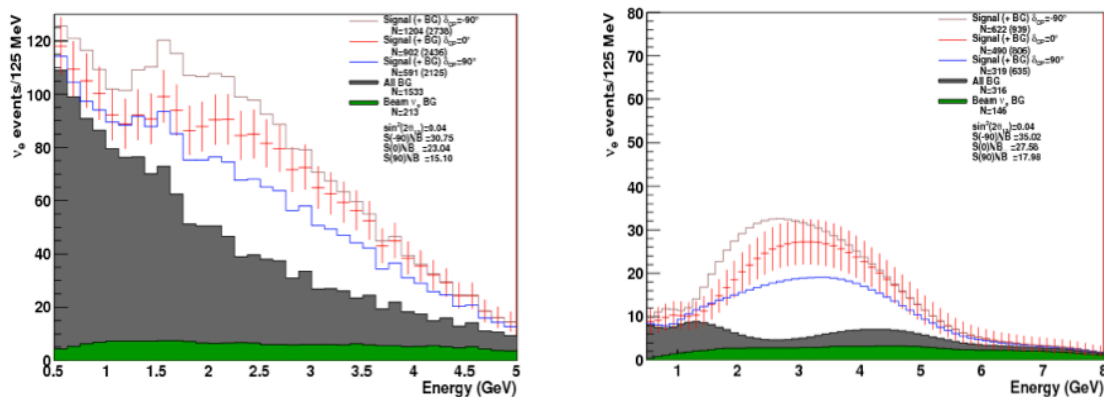 Signal (+ BG) δCP=-90°
N=1204 (2738)
Signal (+ BG) δCP=0°
N=902 (2436)
Signal (+ BG) δCP=90°
N=591 (2125)
All BG
N=1533
Beam νe BG
N=213
sin²(2θ13)=0.04
S(-90)/√B =30.75
S(0)/√B =23.04
S(90)/√B =15.10
νe events/125 MeV
120
100
80
60
40
20
0
0.5 1 1.5 2 2.5 3 3.5 4 4.5 5
Energy (GeV)
Signal (+ BG) δCP=-90°
N=622 (939)
Signal (+ BG) δCP=0°
N=490 (806)
Signal (+ BG) δCP=90°
N=319 (635)
All BG
N=316
Beam νe BG
N=146
sin²(2θ13)=0.04
S(-90)/√B =35.02
S(0)/√B =27.58
S(90)/√B =17.98
νe events/125 MeV
80
70
60
50
40
30
20
10
0
1 2 3 4 5 6 7 8
Energy (GeV)